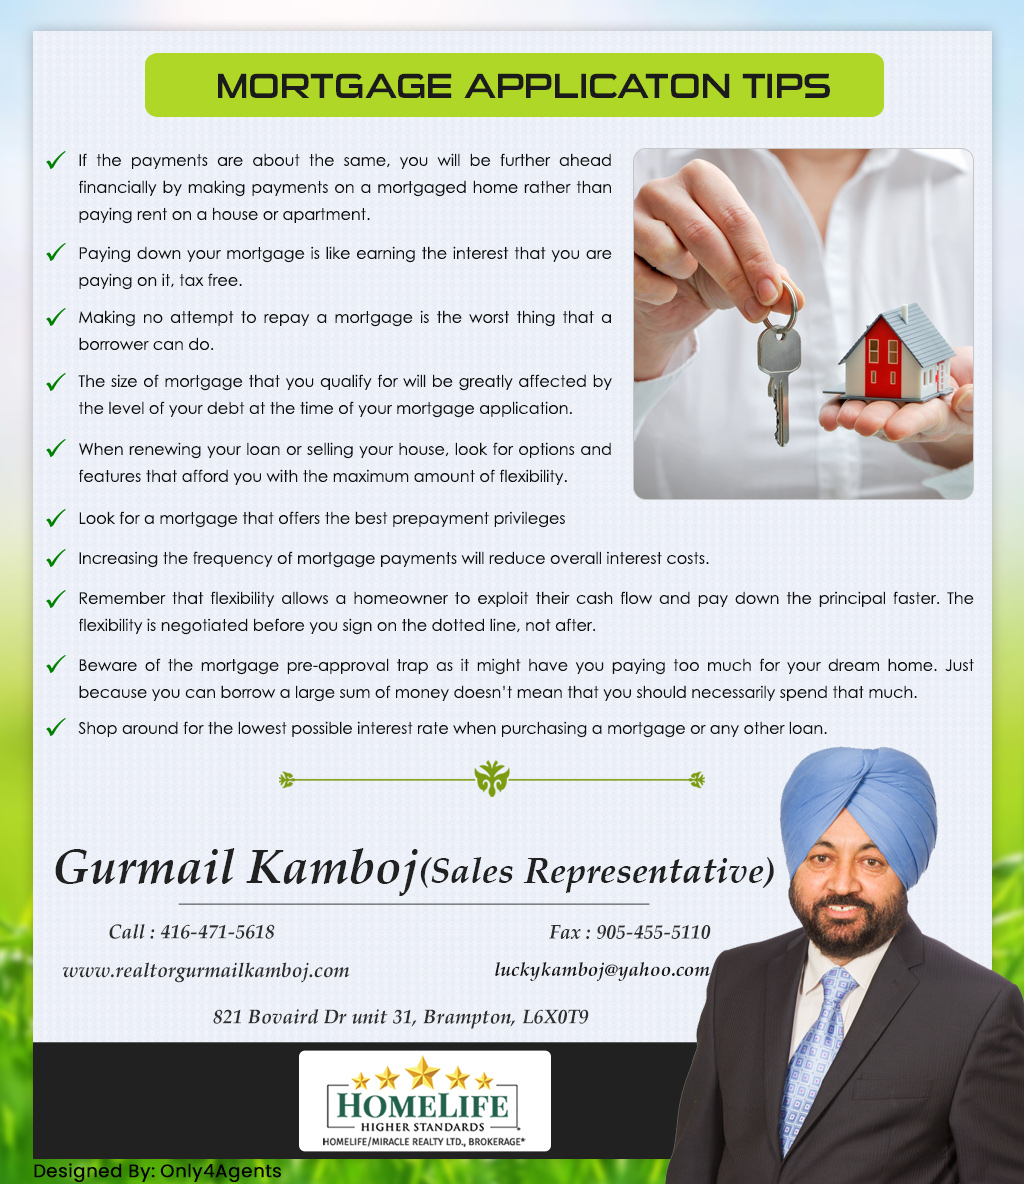 MORTGAGE APPLICATON TIPS
If the payments are about the same, you will be further ahead
financially by making payments on a mortgaged home rather than
paying rent on a house or apartment.
Paying down your mortgage is like earning the interest that you are
paying on it, tax free.
Making no attempt to repay a mortgage is the worst thing that a
borrower can do.
The size of mortgage that you qualify for will be greatly affected by
the level of your debt at the time of your mortgage application.
When renewing your loan or selling your house, look for options and
features that afford you with the maximum amount of flexibility.
Look for a mortgage that offers the best prepayment privileges
Increasing the frequency of mortgage payments will reduce overall interest costs.
Remember that flexibility allows a homeowner to exploit their cash flow and pay down the principal faster. The
flexibility is negotiated before you sign on the dotted line, not after.
Beware of the mortgage pre-approval trap as it might have you paying too much for your dream home. Just
because you can borrow a large sum of money doesn't mean that you should necessarily spend that much.
Shop around for the lowest possible interest rate when purchasing a mortgage or any other loan.
Gurmail Kamboj(Sales Representative)
Call : 416-471-5618
Fax : 905-455-5110
www.realtorgurmailkamboj.com
luckykamboj@yahoo.com
821 Bovaird Dr unit 31, Brampton, L6X0T9
HOMELIFE
HIGHER STANDARDS
HOMELIFE/MIRACLE REALTY LTD., BROKERAGE*
Designed By: Only4Agents